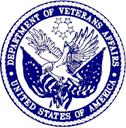 DEPARTMENT OF VETERANS AFFAIRS
UNITED STATES OF AMERICA